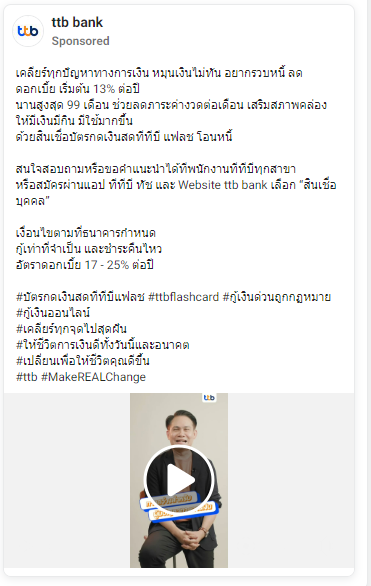 ttb
ttb bank
Sponsored
เคลียร์ทุกปัญหาทางการเงิน หมุนเงินไม่ทัน อยากรวบหนี้ ลด
ดอกเบี้ย เริ่มต้น 13% ต่อปี
นานสูงสุด 99 เดือน ช่วยลดภาระค่างวดต่อเดือน เสริมสภาพคล่อง
ให้มีเงินมีกิน มีใช้มากขึ้น
ด้วยสินเชื่อบัตรกดเงินสดทีทีบี แฟลช โอนหนี้
สนใจสอบถามหรือขอคำแนะนำได้ที่พนักงานทีทีบีทุกสาขา
หรือสมัครผ่านแอป ทีทีบี ทัช และ Website ttb bank เลือก “สินเชื่อ
บุคคล”
เงื่อนไขตามที่ธนาคารกำหนด
กู้เท่าที่จำเป็น และชำระคืนไหว
อัตราดอกเบี้ย 17 - 25% ต่อปี
#บัตรกดเงินสดทีทีบีแฟลช #ttbflashcard #กู้เงินด่วนถูกกฎหมาย
#กู้เงินออนไลน์
#เคลียร์ทุกจุดไปสุดฝัน
#ให้ชีวิตการเงินดีทั้งวันนี้และอนาคต
#เปลี่ยนเพื่อให้ชีวิตคุณดีขึ้น
#ttb #MakeREALChange
ttb